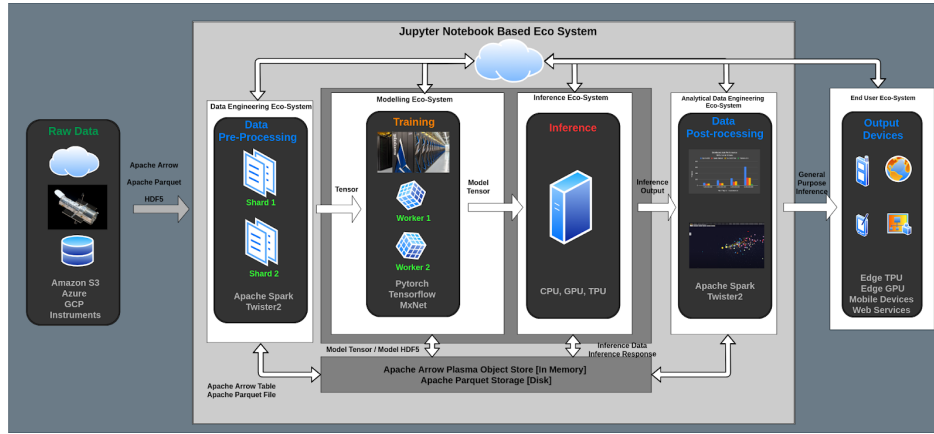 Jupyter Notebook Based Eco System
Raw Data
Amazon S3
Azure
GCP
Instruments
Apache Arrow
Apache Parquet
HDF5
Data Engineering Eco-System
Data
Pre-Processing
Shard 1
Shard 2
Apache Spark
Twister2
Tensor
Modelling Eco-System
Training
Worker 1
Worker 2
Pytorch
Tensorflow
MxNet
Model
Tensor
Inference Eco-System
Inference
CPU, GPU, TPU
Inference
Output
Analytical Data Engineering
Eco-System
Data
Post-rocessing
Apache Spark
Twister2
General
Purpose
Inference
End User Eco-System
Output
Devices
Edge TPU
Edge GPU
Mobile Devices
Web Services
Model Tensor / Model HDF5
Inference Data
Inference Response
Apache Arrow Plasma Object Store [In Memory]
Apache Parquet Storage [Disk]
Apache Arrow Table
Apache Parquet File